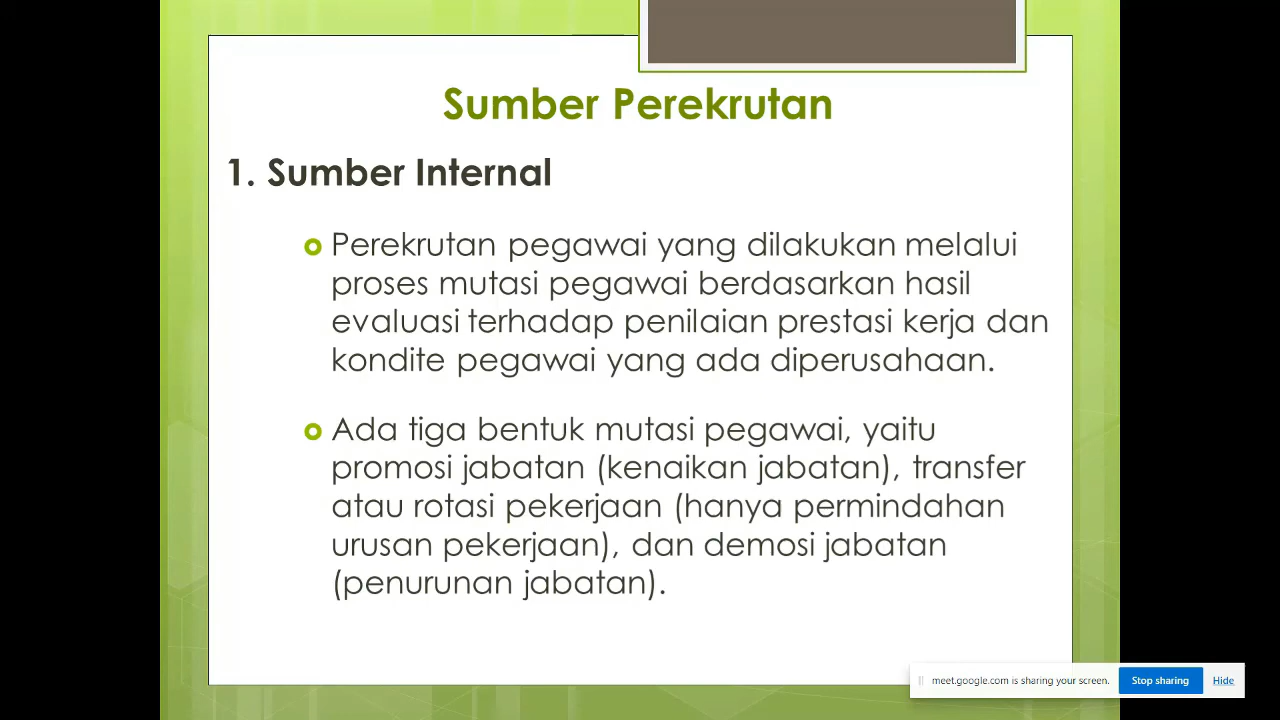 Sumber Perekrutan
1. Sumber Internal
Perekrutan pegawai yang dilakukan melalui
proses mutasi pegawai berdasarkan hasil
evaluasi terhadap penilaian prestasi kerja dan
kondite pegawai yang ada diperusahaan.
Ada tiga bentuk mutasi pegawai, yaitu
promosi jabatan (kenaikan jabatan), transfer
atau rotasi pekerjaan (hanya permindahan
urusan pekerjaan), dan demosi jabatan
(penurunan jabatan).
meet.google.com is sharing your screen. Stop sharing Hide